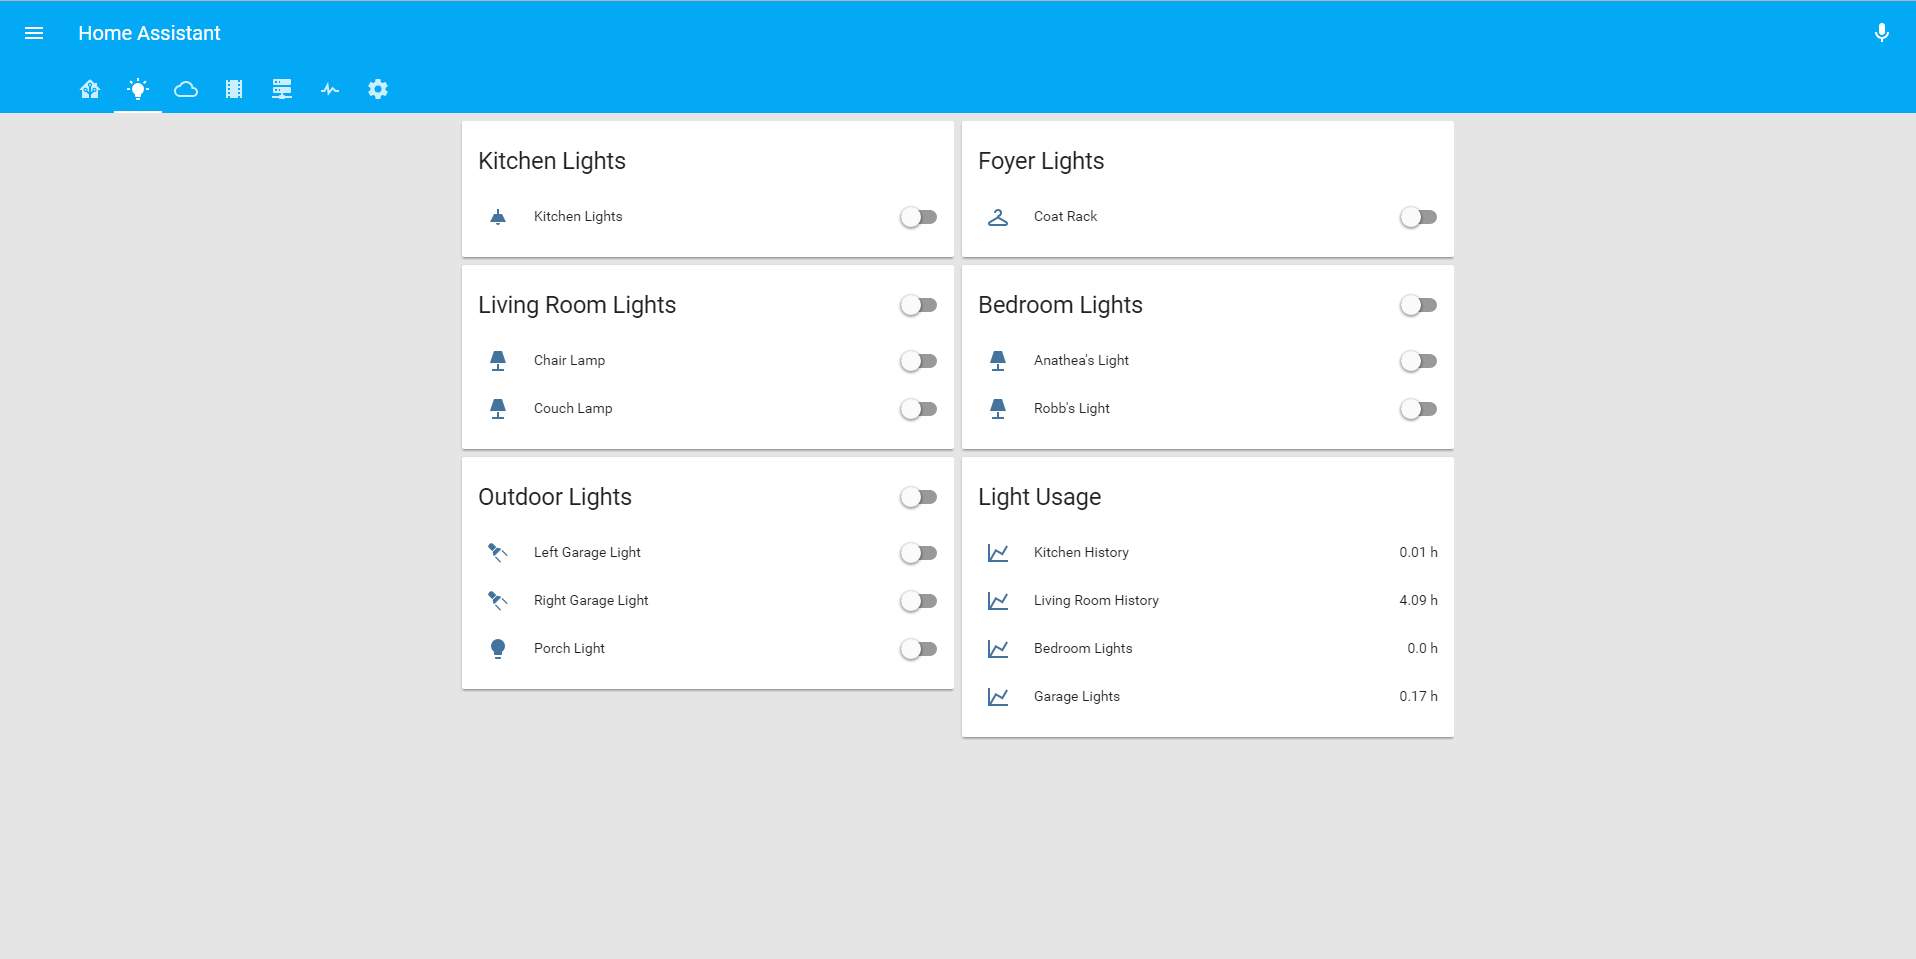 Home Assistant
Kitchen Lights
Kitchen Lights
Foyer Lights
Coat Rack
Living Room Lights
Chair Lamp
Couch Lamp
Bedroom Lights
Anathea's Light
Robb's Light
Outdoor Lights
Left Garage Light
Right Garage Light
Porch Light
Light Usage
Kitchen History 0.01 h
Living Room History 4.09 h
Bedroom Lights 0.0 h
Garage Lights 0.17 h